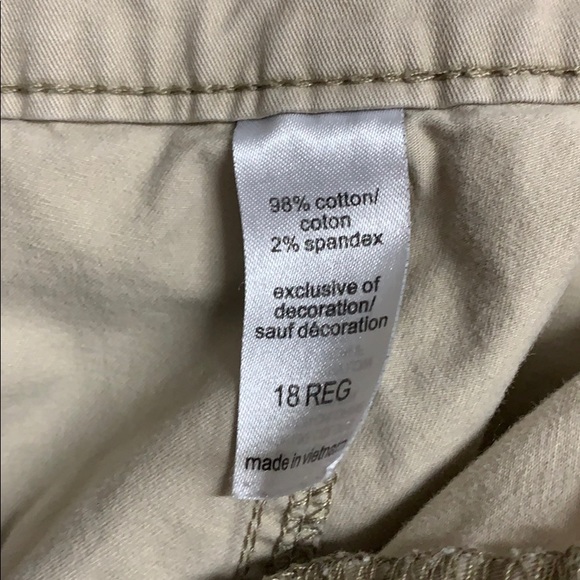 98% cotton/
coton
2% spandex
exclusive of
decoration/
sauf décoration
18 REG
made in vietnam